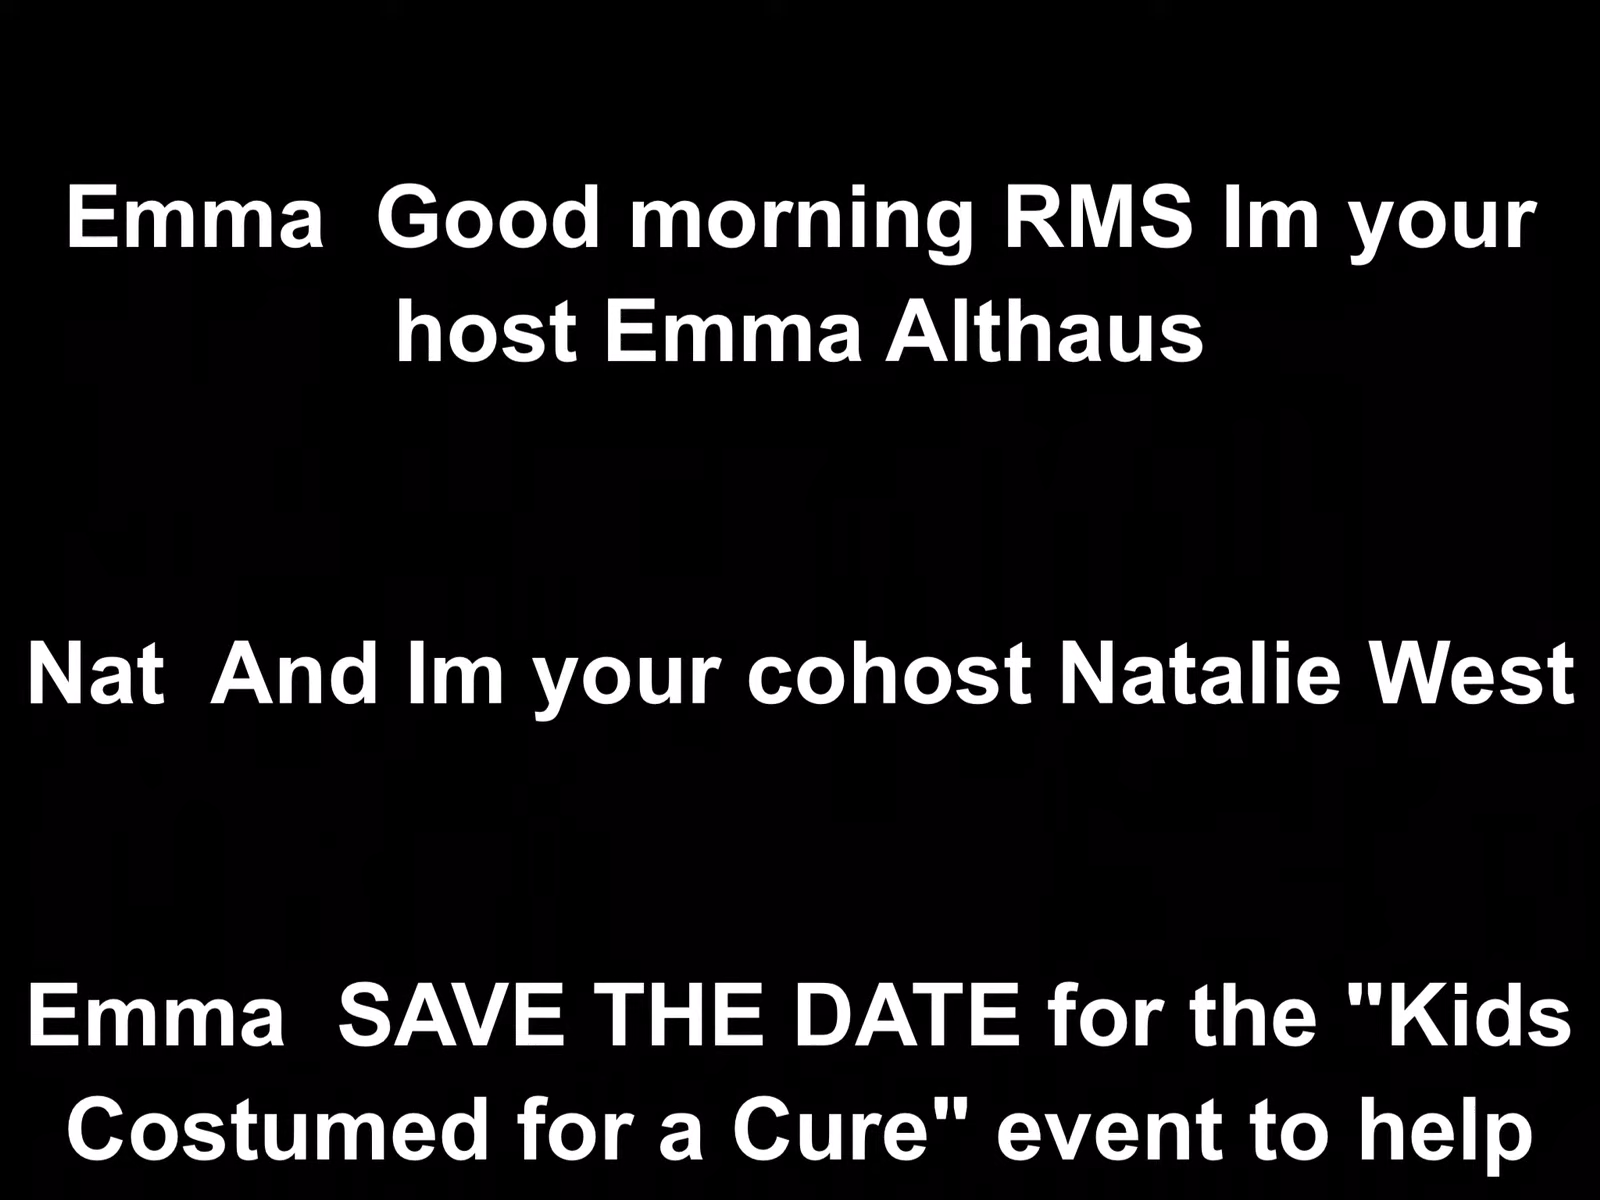 Emma  Good morning RMS Im your
host Emma Althaus
Nat  And Im your cohost Natalie West
Emma  SAVE THE DATE for the "Kids
Costumed for a Cure" event to help